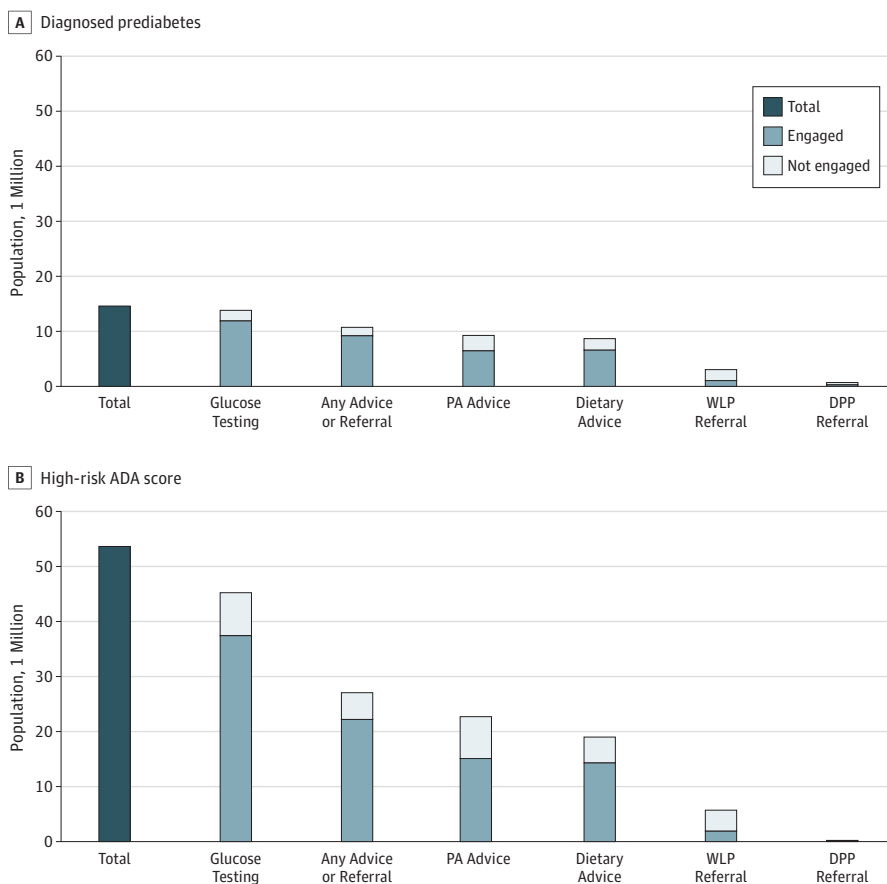 A Diagnosed prediabetes
60
50
40
30
20
10
0
Population, 1 Million
Total
Engaged
Not engaged
Total
Glucose
Testing
Any Advice
or Referral
PA Advice
Dietary
Advice
WLP
Referral
DPP
Referral
B High-risk ADA score
60
50
40
30
20
10
0
Population, 1 Million
Total
Glucose
Testing
Any Advice
or Referral
PA Advice
Dietary
Advice
WLP
Referral
DPP
Referral